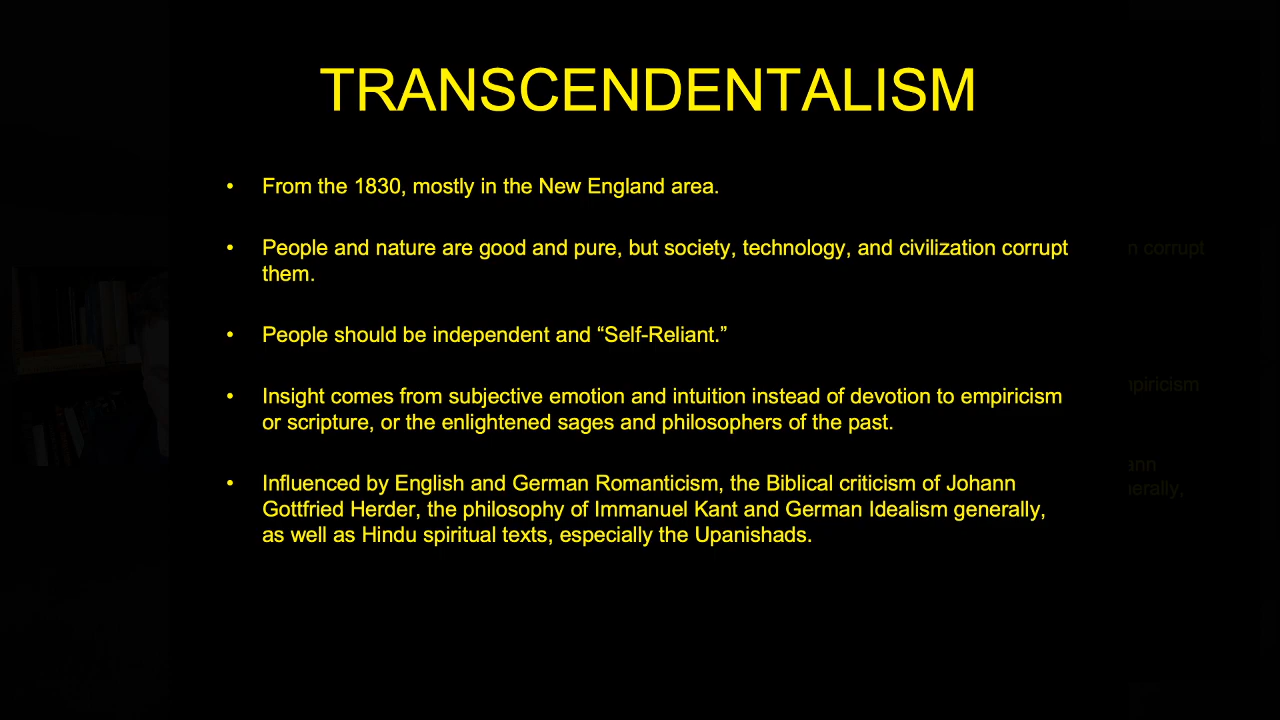 TRANSCENDENTALISM
• From the 1830, mostly in the New England area.
• People and nature are good and pure, but society, technology, and civilization corrupt
them.
• People should be independent and “Self-Reliant.”
• Insight comes from subjective emotion and intuition instead of devotion to empiricism
or scripture, or the enlightened sages and philosophers of the past.
• Influenced by English and German Romanticism, the Biblical criticism of Johann
Gottfried Herder, the philosophy of Immanuel Kant and German Idealism generally,
as well as Hindu spiritual texts, especially the Upanishads.